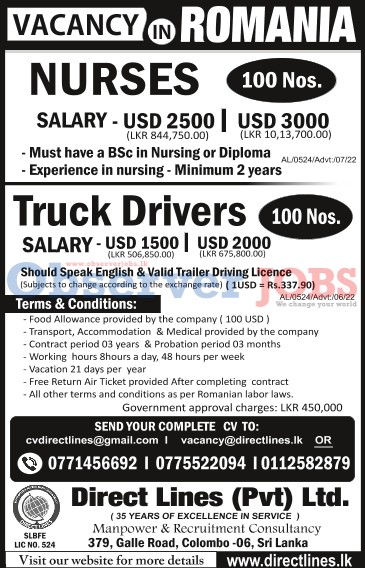 VACANCY IN ROMANIA
NURSES 100 Nos.
SALARY - USD 2500 | USD 3000
(LKR 844,750.00) (LKR 10,13,700.00)
- Must have a BSc in Nursing or Diploma
AL/0524/Advt:/07/22
- Experience in nursing - Minimum 2 years
Truck Drivers 100 Nos.
SALARY - USD 1500 | USD 2000
(LKR 506,850.00) (LKR 675,800.00)
www.observerjobs.lk
Observer JOBS
We change your world
Should Speak English & Valid Trailer Driving Licence
(Subjects to change according to the exchange rate) ( 1USD = Rs.337.90)
AL/0524/Advt:/06/22
Terms & Conditions:
- Food Allowance provided by the company ( 100 USD )
- Transport, Accommodation & Medical provided by the company
- Contract period 03 years & Probation period 03 months
- Working hours 8hours a day, 48 hours per week
- Vacation 21 days per year
- Free Return Air Ticket provided After completing contract
- All other terms and conditions as per Romanian labor laws.
Government approval charges: LKR 450,000
SEND YOUR COMPLETE CV TO:
cvdirectlines@gmail.com I vacancy@directlines.lk OR
0771456692 I 0775522094 I 0112582879
SLBFE
LIC NO. 524
Direct Lines (Pvt) Ltd.
( 35 YEARS OF EXCELLENCE IN SERVICE )
Manpower & Recruitment Consultancy
379, Galle Road, Colombo -06, Sri Lanka
Visit our website for more details www.directlines.lk